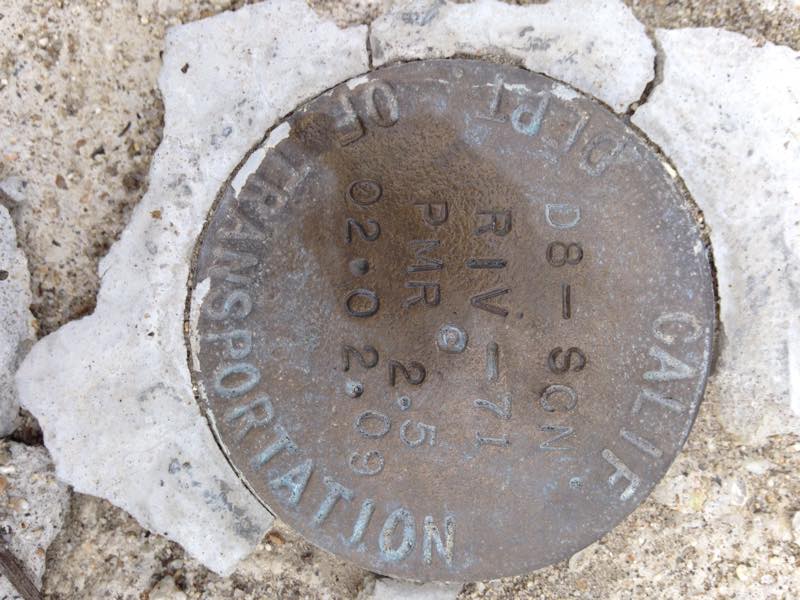 CALIF DEPT OF TRANSPORTATION
D8-SCN.
RIV-71
PMR 2.5
02.02.09